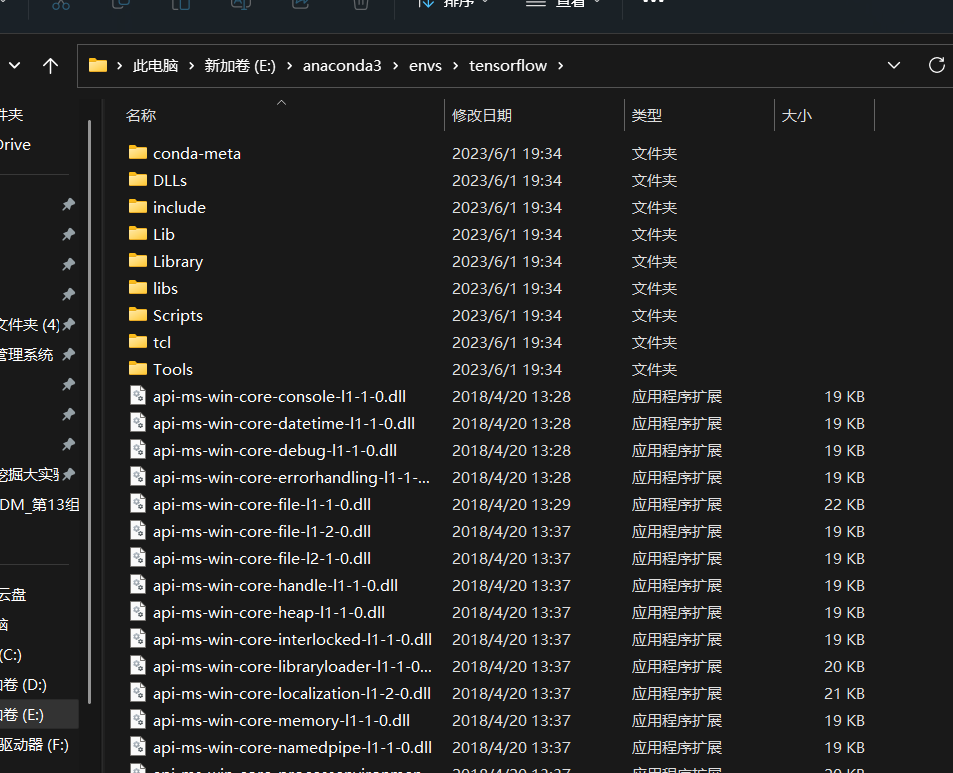 排序 查看
此电脑 › 新加卷 (E:) › anaconda3 › envs › tensorflow ›
名称 修改日期 类型 大小
conda-meta 2023/6/1 19:34 文件夹
DLLs 2023/6/1 19:34 文件夹
include 2023/6/1 19:34 文件夹
Lib 2023/6/1 19:34 文件夹
Library 2023/6/1 19:34 文件夹
libs 2023/6/1 19:34 文件夹
Scripts 2023/6/1 19:34 文件夹
tcl 2023/6/1 19:34 文件夹
Tools 2023/6/1 19:34 文件夹
api-ms-win-core-console-l1-1-0.dll 2018/4/20 13:28 应用程序扩展 19 KB
api-ms-win-core-datetime-l1-1-0.dll 2018/4/20 13:28 应用程序扩展 19 KB
api-ms-win-core-debug-l1-1-0.dll 2018/4/20 13:28 应用程序扩展 19 KB
api-ms-win-core-errorhandling-l1-1-... 2018/4/20 13:28 应用程序扩展 19 KB
api-ms-win-core-file-l1-1-0.dll 2018/4/20 13:29 应用程序扩展 22 KB
api-ms-win-core-file-l1-2-0.dll 2018/4/20 13:37 应用程序扩展 19 KB
api-ms-win-core-file-l2-1-0.dll 2018/4/20 13:37 应用程序扩展 19 KB
api-ms-win-core-handle-l1-1-0.dll 2018/4/20 13:37 应用程序扩展 19 KB
api-ms-win-core-heap-l1-1-0.dll 2018/4/20 13:37 应用程序扩展 19 KB
api-ms-win-core-interlocked-l1-1-0.dll 2018/4/20 13:37 应用程序扩展 19 KB
api-ms-win-core-libraryloader-l1-1-0... 2018/4/20 13:37 应用程序扩展 20 KB
api-ms-win-core-localization-l1-2-0.dll 2018/4/20 13:37 应用程序扩展 21 KB
api-ms-win-core-memory-l1-1-0.dll 2018/4/20 13:37 应用程序扩展 19 KB
api-ms-win-core-namedpipe-l1-1-0.dll 2018/4/20 13:37 应用程序扩展 19 KB
件夹
Drive
文件夹 (4)
管理系统
挖掘大实验
DM_第13组
云盘
脑
(C:)
加卷 (D:)
加卷 (E:)
驱动器 (F:)